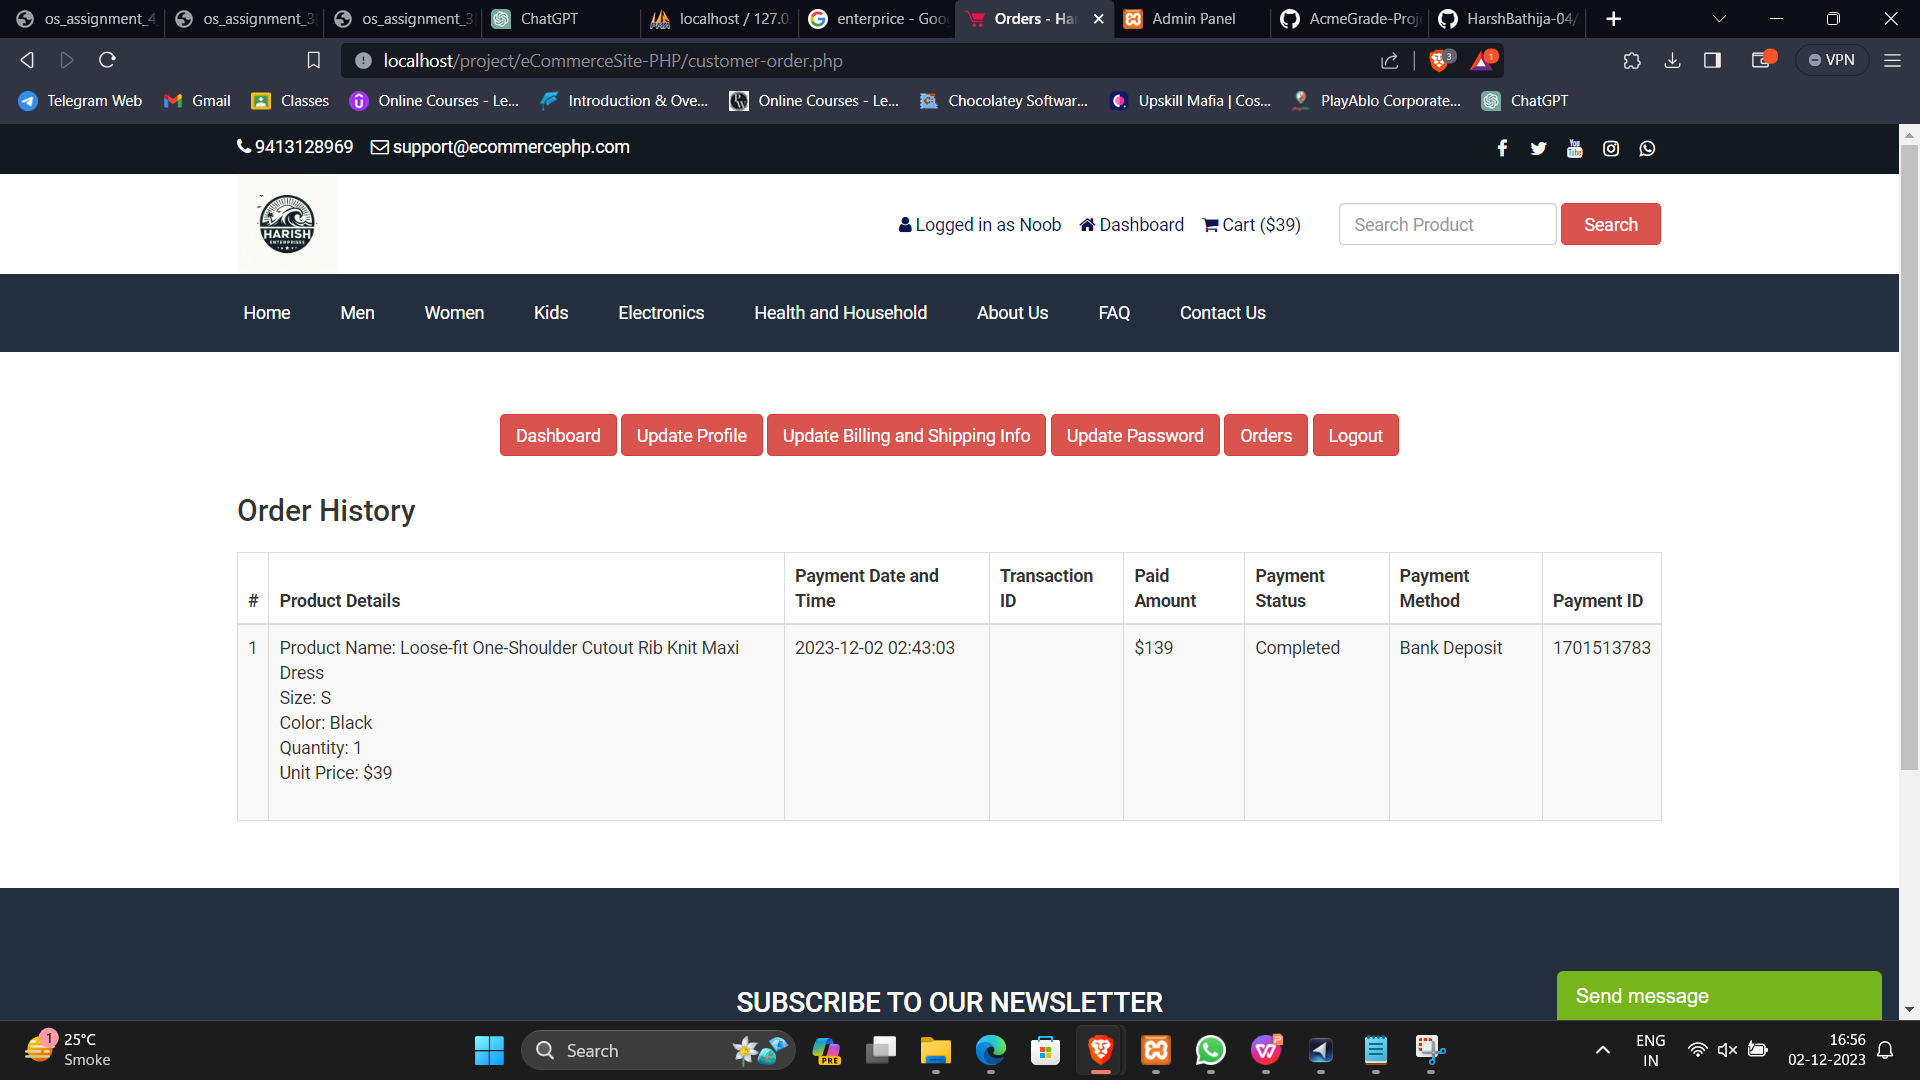 os_assignment_4
os_assignment_3
os_assignment_3
ChatGPT
localhost / 127.0.
enterprice - Goo
Orders - Ha
Admin Panel
AcmeGrade-Proj
HarshBathija-04/
localhost/project/eCommerceSite-PHP/customer-order.php
3
1
VPN
Telegram Web
Gmail
Classes
Online Courses - Le...
Introduction & Ove...
Online Courses - Le...
Chocolatey Softwar...
Upskill Mafia | Cos...
PlayAblo Corporate...
ChatGPT
9413128969
support@ecommercephp.com
HARISH
ENTERPRISES
Logged in as Noob
Dashboard
Cart ($39)
Search Product
Search
Home
Men
Women
Kids
Electronics
Health and Household
About Us
FAQ
Contact Us
Dashboard
Update Profile
Update Billing and Shipping Info
Update Password
Orders
Logout
Order History
#
Product Details
Payment Date and
Time
Transaction
ID
Paid
Amount
Payment
Status
Payment
Method
Payment ID
1
Product Name: Loose-fit One-Shoulder Cutout Rib Knit Maxi
Dress
Size: S
Color: Black
Quantity: 1
Unit Price: $39
2023-12-02 02:43:03
$139
Completed
Bank Deposit
1701513783
SUBSCRIBE TO OUR NEWSLETTER
Send message
1
25°C
Smoke
Search
PRE
ENG
IN
16:56
02-12-2023